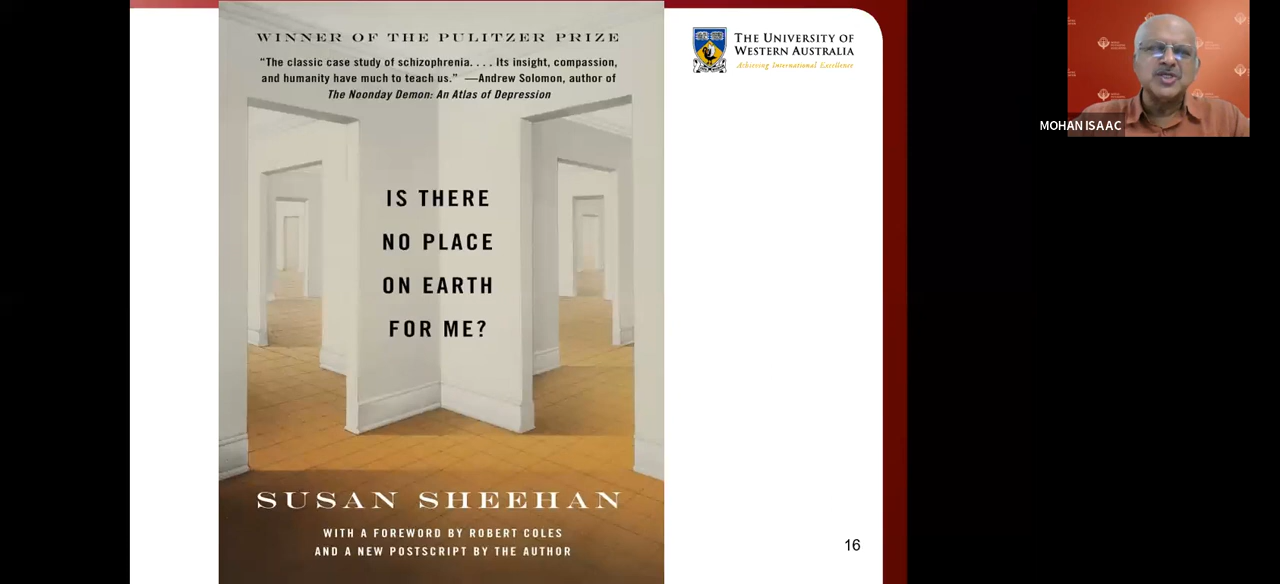 WINNER OF THE PULITZER PRIZE
“The classic case study of schizophrenia. . . . Its insight, compassion,
and humanity have much to teach us.” —Andrew Solomon, author of
The Noonday Demon: An Atlas of Depression
IS THERE
NO PLACE
ON EARTH
FOR ME?
SUSAN SHEEHAN
WITH A FOREWORD BY ROBERT COLES
AND A NEW POSTSCRIPT BY THE AUTHOR
THE UNIVERSITY OF
WESTERN AUSTRALIA
Achieving International Excellence
16
MOHAN ISAAC